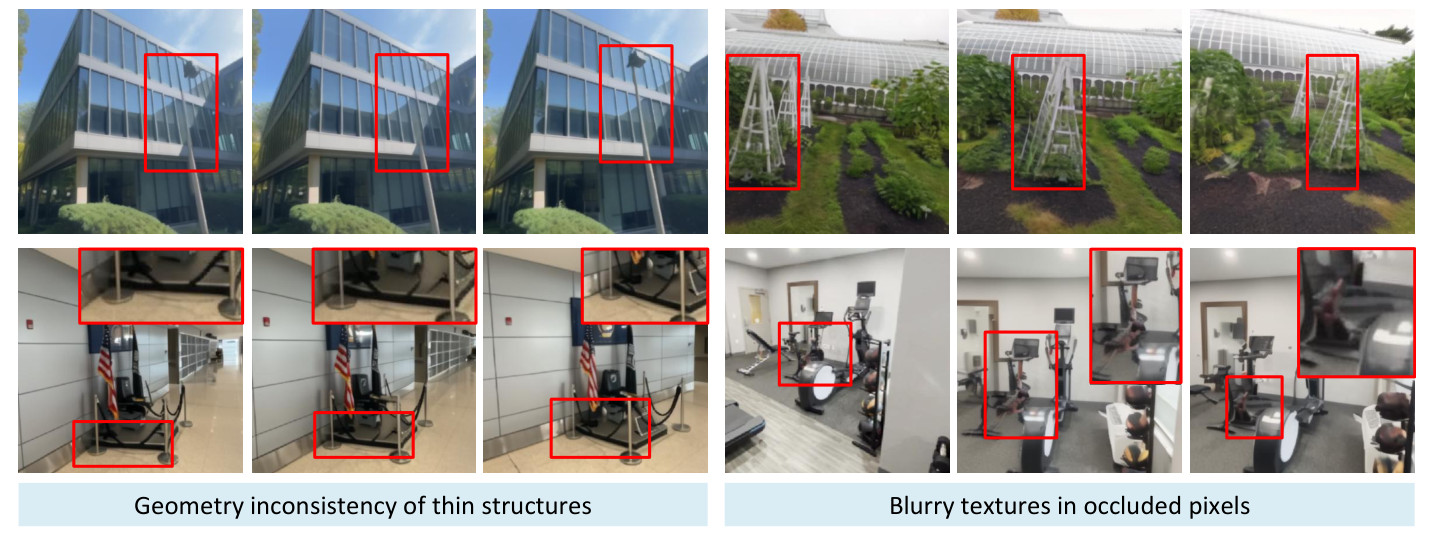 Geometry inconsistency of thin structures
Blurry textures in occluded pixels